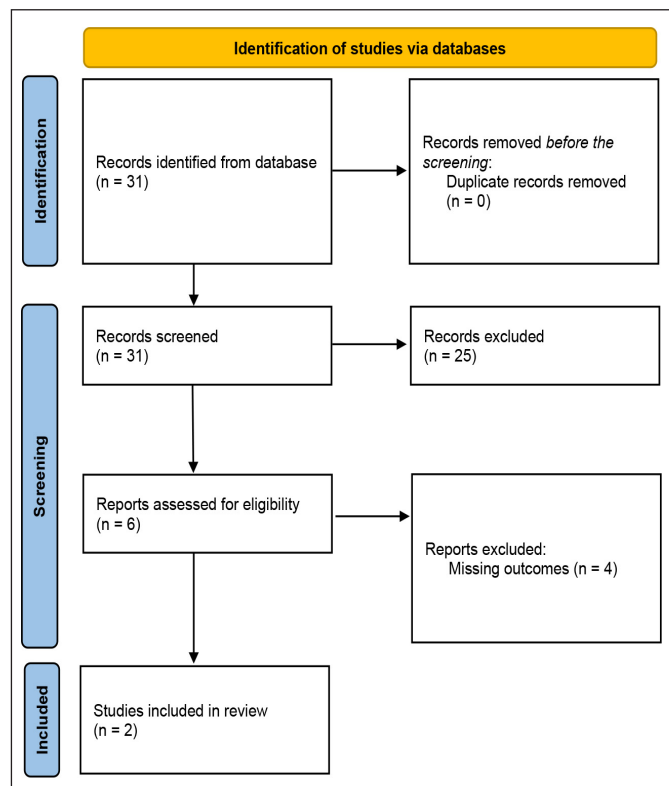 Identification of studies via databases
Identification
Records identified from database
(n = 31)
Records removed before the
screening:
Duplicate records removed
(n = 0)
Screening
Records screened
(n = 31)
Records excluded
(n = 25)
Reports assessed for eligibility
(n = 6)
Reports excluded:
Missing outcomes (n = 4)
Included
Studies included in review
(n = 2)